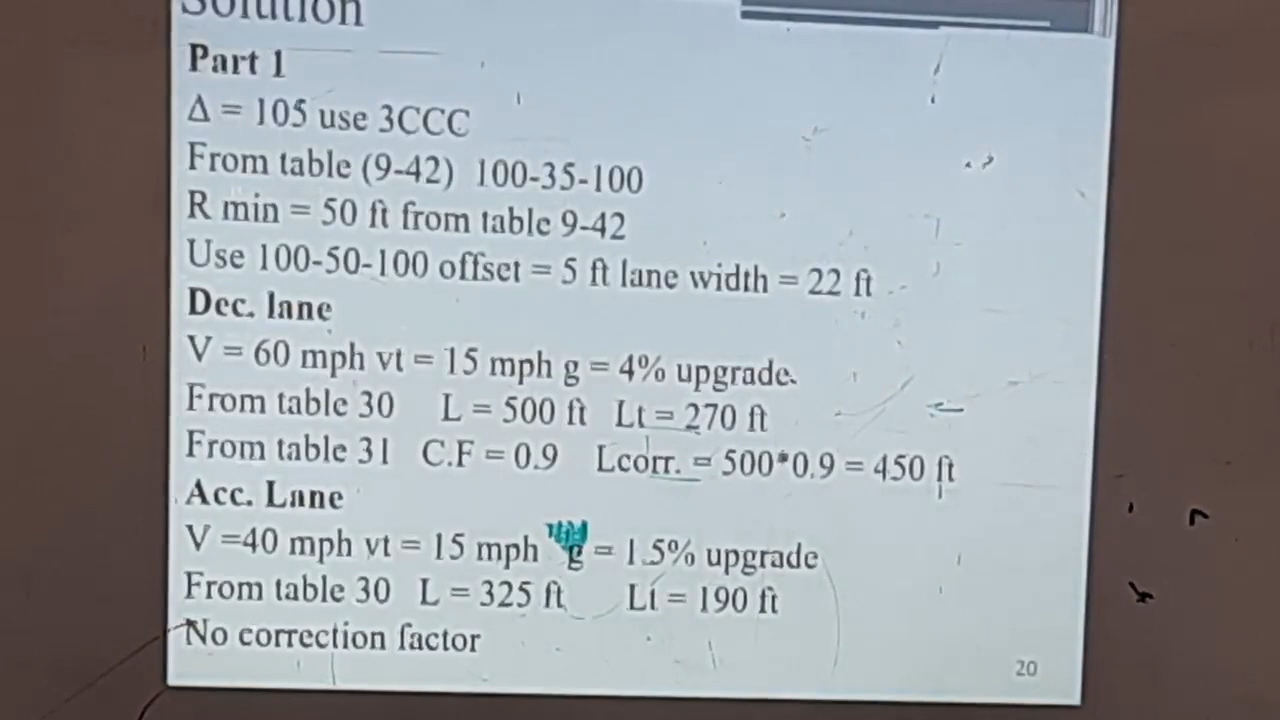 Solution
Part 1
Δ = 105 use 3CCC
From table (9-42) 100-35-100
R min = 50 ft from table 9-42
Use 100-50-100 offset = 5 ft lane width = 22 ft
Dec. lane
V = 60 mph vt = 15 mph g = 4% upgrade.
From table 30 L = 500 ft Lt = 270 ft
From table 31 C.F = 0.9 Lcorr. = 500*0.9 = 450 ft
Acc. Lane
V =40 mph vt = 15 mph g = 1.5% upgrade
From table 30 L = 325 ft Lt = 190 ft
No correction factor
20